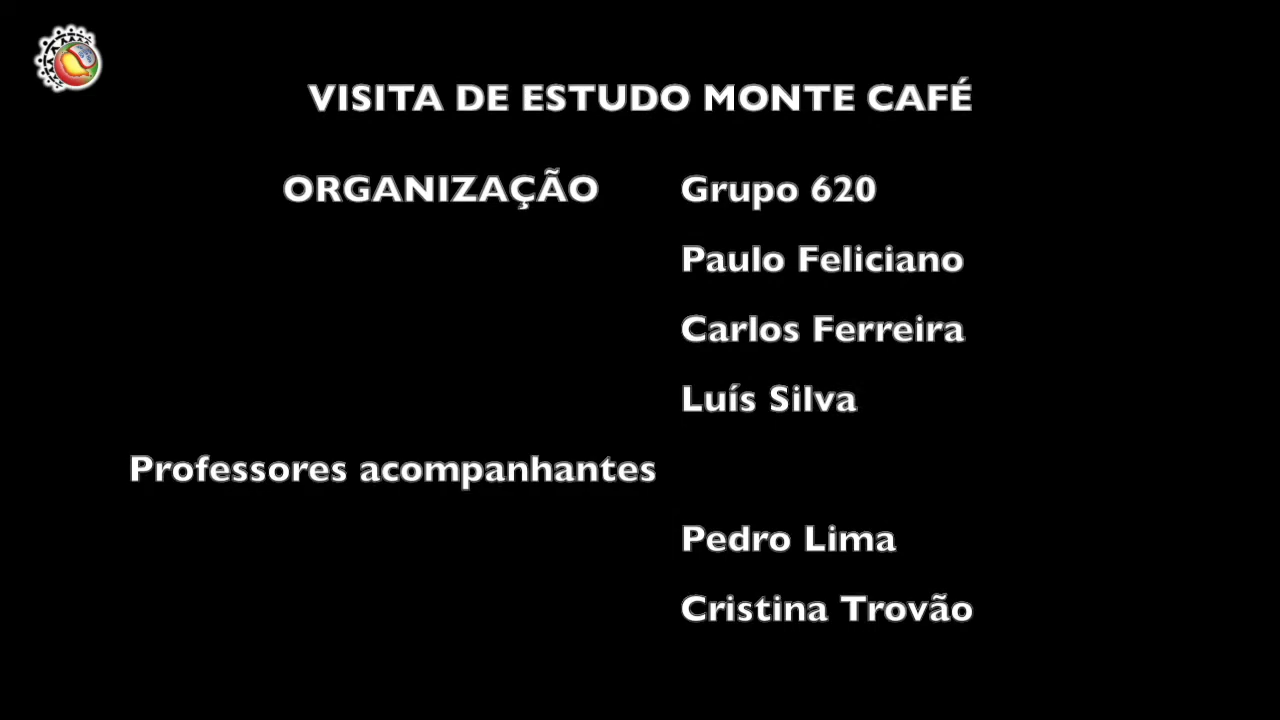 VISITA DE ESTUDO MONTE CAFÉ
ORGANIZAÇÃO Grupo 620
Paulo Feliciano
Carlos Ferreira
Luís Silva
Professores acompanhantes
Pedro Lima
Cristina Trovão